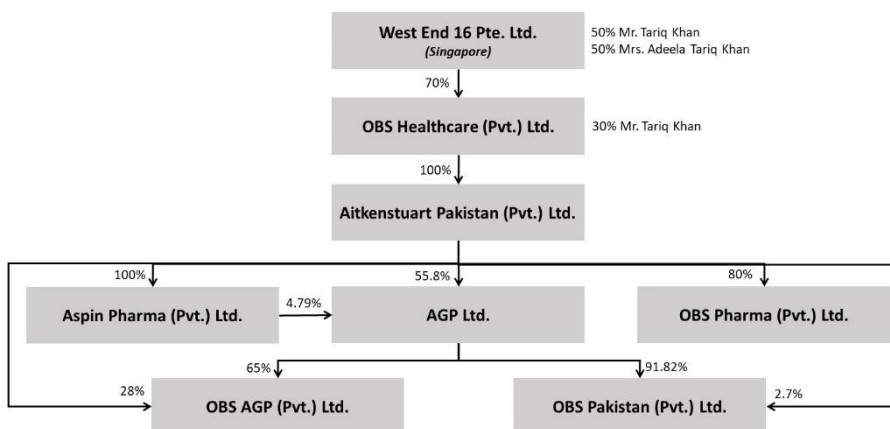 West End 16 Pte. Ltd.
(Singapore)
50% Mr. Tariq Khan
50% Mrs. Adeela Tariq Khan
70%
OBS Healthcare (Pvt.) Ltd.
30% Mr. Tariq Khan
100%
Aitkenstuart Pakistan (Pvt.) Ltd.
100%
55.8%
80%
Aspin Pharma (Pvt.) Ltd.
4.79%
AGP Ltd.
OBS Pharma (Pvt.) Ltd.
65%
91.82%
28%
OBS AGP (Pvt.) Ltd.
OBS Pakistan (Pvt.) Ltd.
2.7%